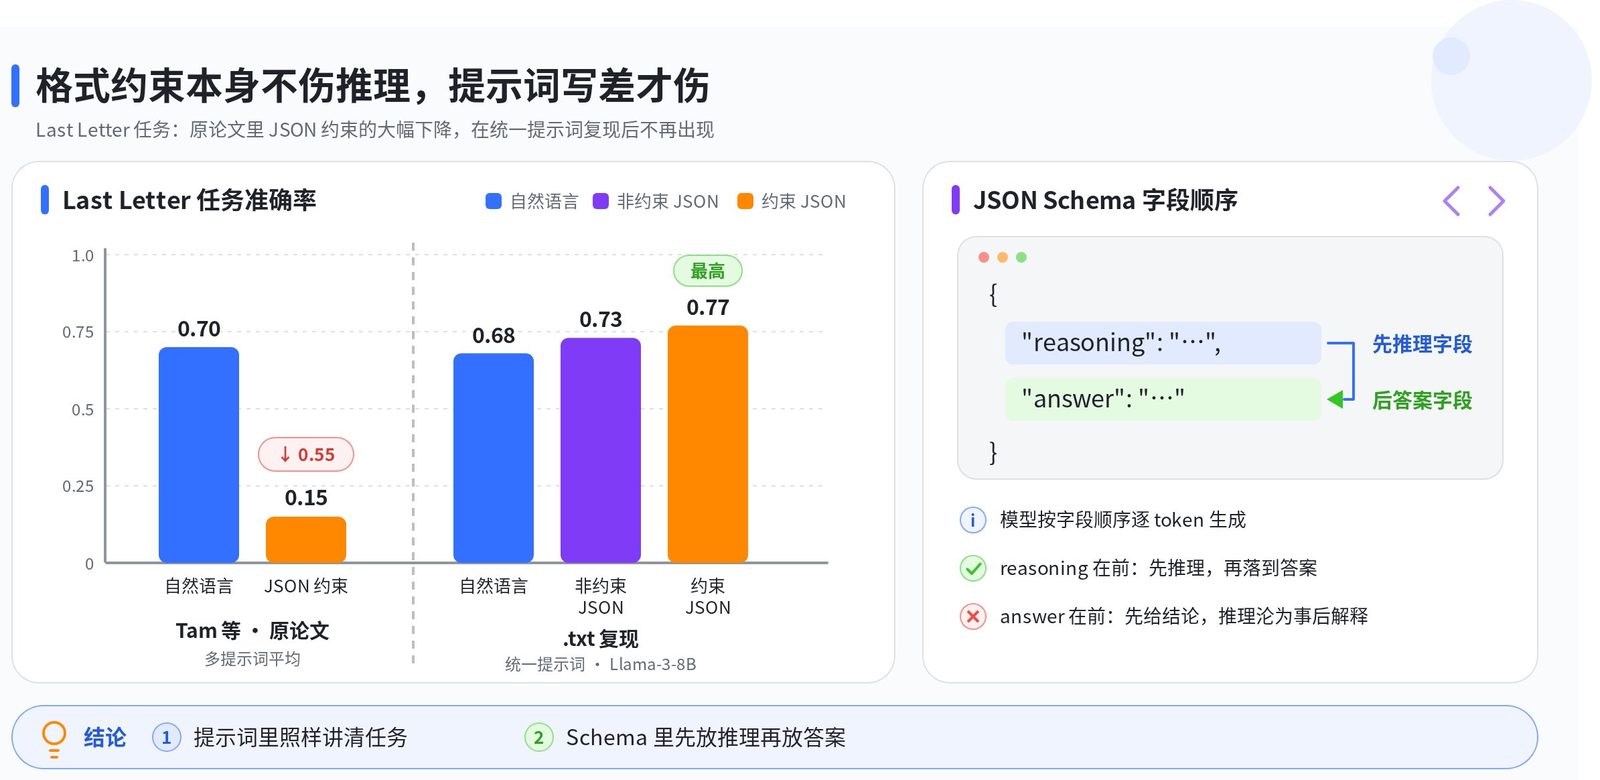 格式约束本身不伤推理，提示词写差才伤
Last Letter 任务：原论文里 JSON 约束的大幅下降，在统一提示词复现后不再出现
Last Letter 任务准确率
自然语言 非约束 JSON 约束 JSON
1.0
0.75
0.5
0.25
0
0.70
↓ 0.55
0.15
0.68
0.73
最高
0.77
自然语言
JSON 约束
自然语言
非约束
JSON
约束
JSON
Tam 等 · 原论文
多提示词平均
.txt 复现
统一提示词 · Llama-3-8B
JSON Schema 字段顺序
{
"reasoning": "⋯",
先推理字段
"answer": "⋯"
后答案字段
}
i 模型按字段顺序逐 token 生成
reasoning 在前：先推理，再落到答案
answer 在前：先给结论，推理沦为事后解释
结论 1 提示词里照样讲清任务 2 Schema 里先放推理再放答案